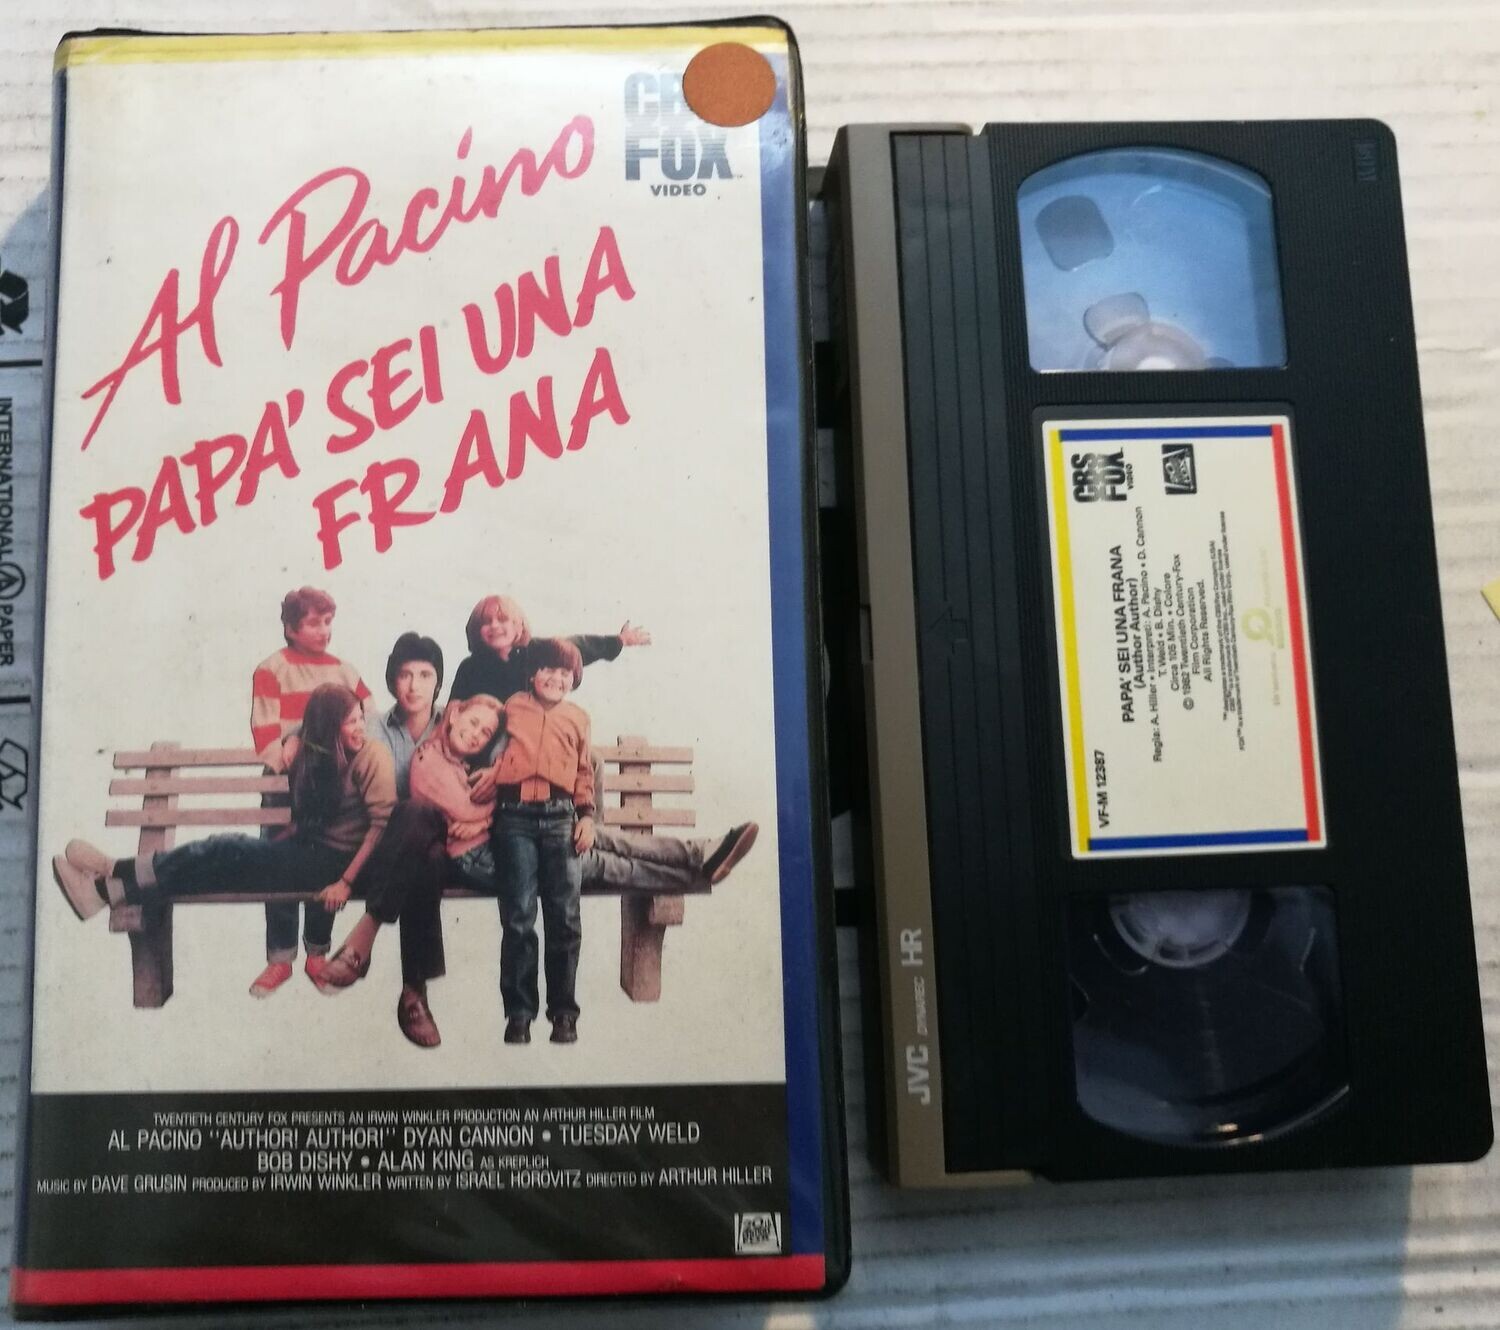 Al Pacino
PAPA' SEI UNA
FRANA
FOX
VIDEO
TWENTIETH CENTURY FOX PRESENTS AN IRWIN WINKLER PRODUCTION AN ARTHUR HILLER FILM
AL PACINO "AUTHOR! AUTHOR!" DYAN CANNON • TUESDAY WELD
BOB DISHY • ALAN KING AS KREPLICH
MUSIC BY DAVE GRUSIN PRODUCED BY IRWIN WINKLER WRITTEN BY ISRAEL HOROVITZ DIRECTED BY ARTHUR HILLER
INTERNATIONAL PAPER
JVC DYNAREC HR
CBS
FOX
VIDEO
VF-M 12387
PAPA' SEI UNA FRANA
(Author Author)
Regia: A. Hiller • Interpreti: A. Pacino • D. Cannon
T. Weld • B. Dishy
Circa 105 Min. • Colore
© 1982 Twentieth Century-Fox
Film Corporation
All Rights Reserved.